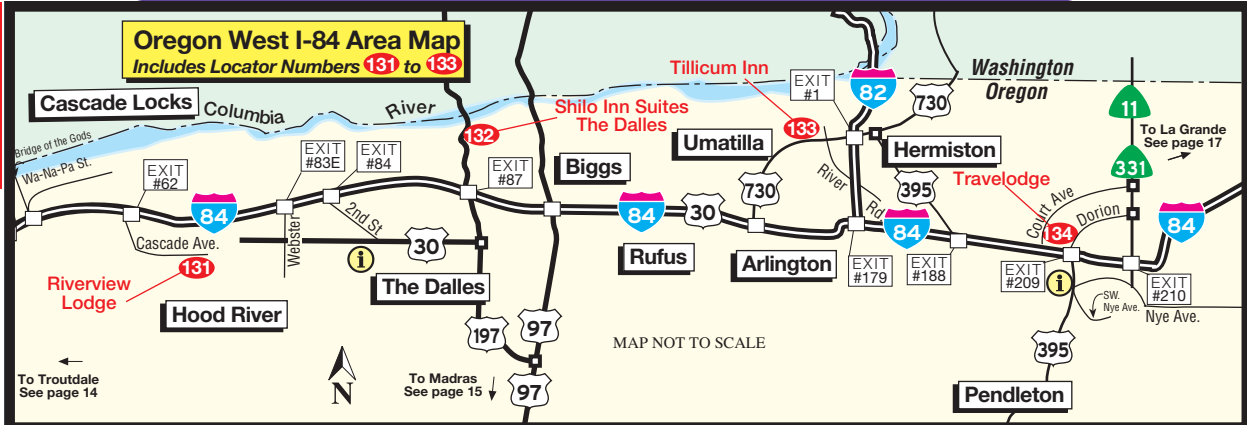 Oregon West I-84 Area Map
Includes Locator Numbers 131 to 133
Cascade Locks
Columbia
River
Bridge of the Gods
Wa-Na-Pa St.
EXIT
#62
84
Cascade Ave.
131
Riverview
Lodge
Hood River
EXIT
#83E
EXIT
#84
Webster
2nd St
30
i
The Dalles
132
Shilo Inn Suites
The Dalles
EXIT
#87
Biggs
197
97
97
84
30
Rufus
Arlington
Tillicum Inn
133
EXIT
#1
82
730
Washington
Oregon
Umatilla
730
Hermiston
River
Rd
395
84
EXIT
#179
EXIT
#188
Travelodge
134
Court Ave
Dorion
11
331
To La Grande
See page 17
84
EXIT
#209
i
EXIT
#210
SW.
Nye Ave.
Nye Ave.
395
Pendleton
MAP NOT TO SCALE
To Troutdale
See page 14
N
To Madras
See page 15